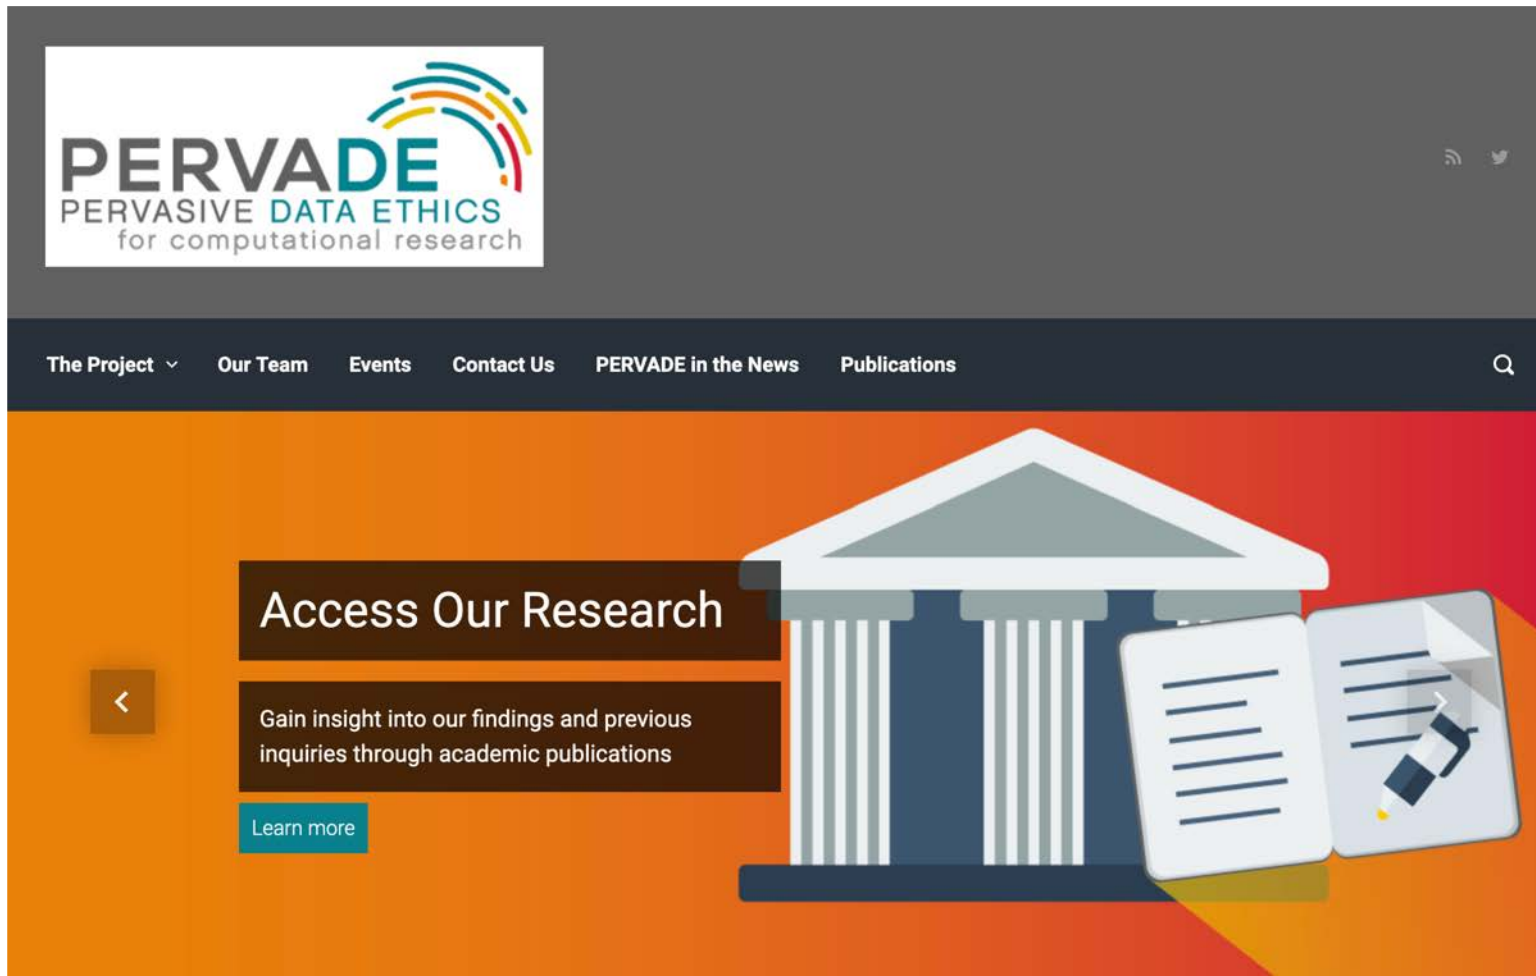 PERVADE
PERVASIVE DATA ETHICS
for computational research
The Project
Our Team
Events
Contact Us
PERVADE in the News
Publications
Access Our Research
Gain insight into our findings and previous
inquiries through academic publications
Learn more